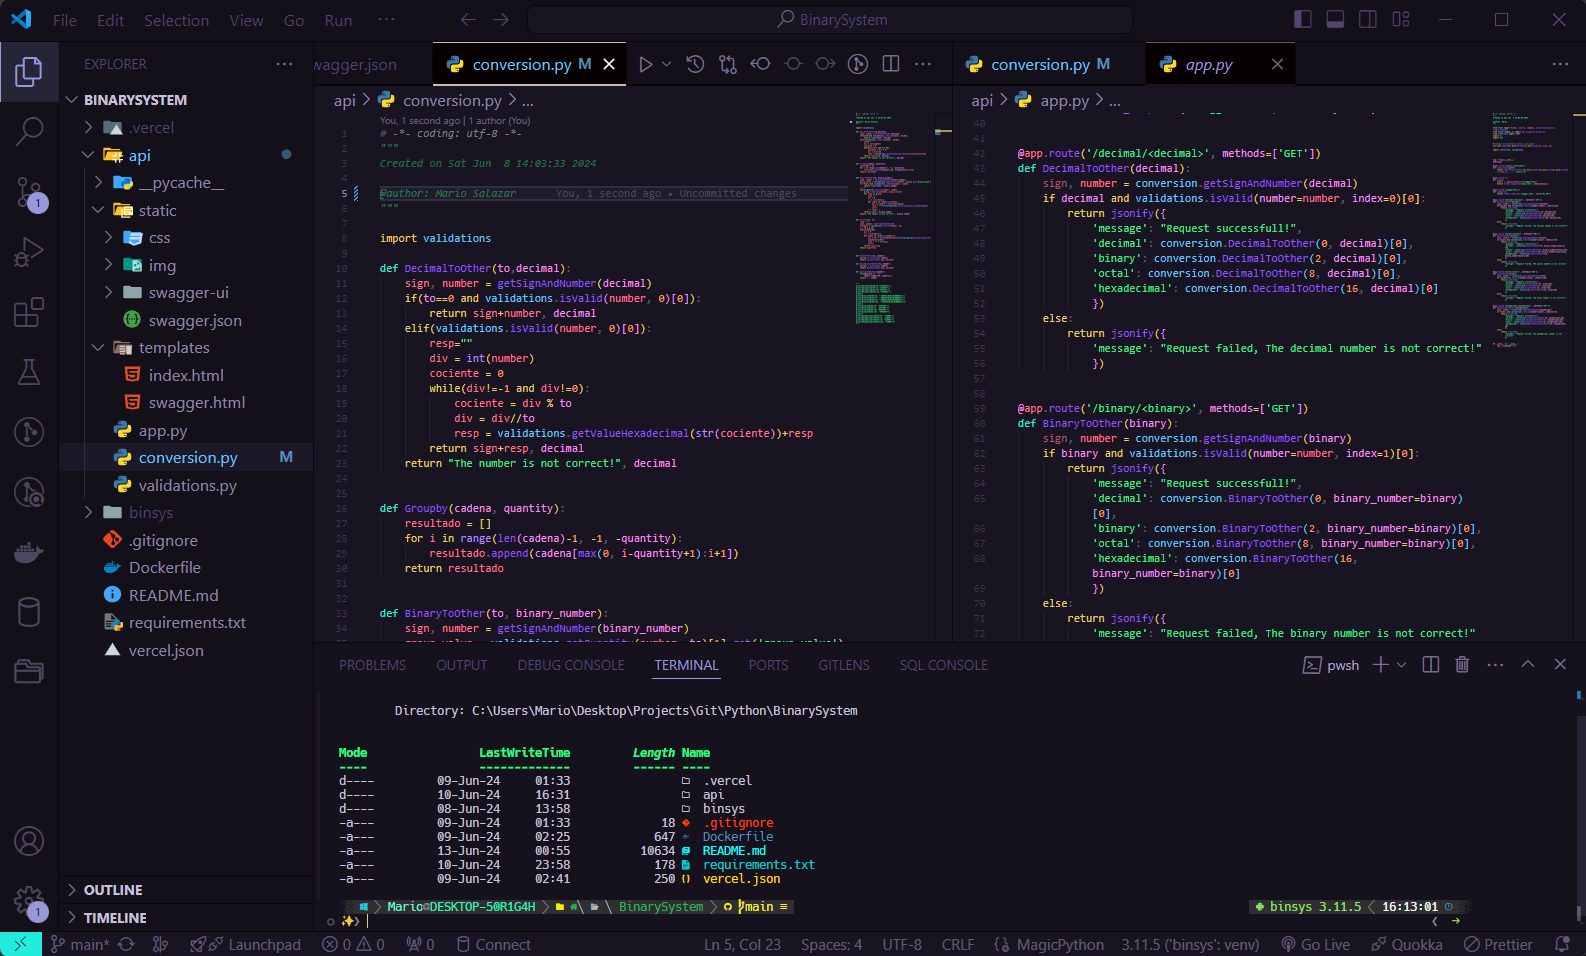 File Edit Selection View Go Run ··· BinarySystem
EXPLORER ···
BINARYSYSTEM
.vercel
api
__pycache__
static
css
img
swagger-ui
swagger.json
templates
index.html
swagger.html
app.py
conversion.py M
validations.py
binsys
.gitignore
Dockerfile
README.md
requirements.txt
vercel.json
OUTLINE
TIMELINE
1
1
wagger.json conversion.py M
api > conversion.py > ...
You, 1 second ago | 1 author (You)
1 # -*- coding: utf-8 -*-
2 """
3 Created on Sat Jun  8 14:03:33 2024
4
5 @author: Mario Salazar You, 1 second ago • Uncommitted changes
6 """
7
8 import validations
9
10 def DecimalToOther(to,decimal):
11 sign, number = getSignAndNumber(decimal)
12 if(to==0 and validations.isValid(number, 0)[0]):
13 return sign+number, decimal
14 elif(validations.isValid(number, 0)[0]):
15 resp=""
16 div = int(number)
17 cociente = 0
18 while(div!=-1 and div!=0):
19 cociente = div % to
20 div = div//to
21 resp = validations.getValueHexadecimal(str(cociente))+resp
22 return sign+resp, decimal
23 return "The number is not correct!", decimal
24
25
26 def Groupby(cadena, quantity):
27 resultado = []
28 for i in range(len(cadena)-1, -1, -quantity):
29 resultado.append(cadena[max(0, i-quantity+1):i+1])
30 return resultado
31
32
33 def BinaryToOther(to, binary_number):
34 sign, number = getSignAndNumber(binary_number)
conversion.py M app.py ···
api > app.py > ...
40
41
42 @app.route('/decimal/<decimal>', methods=['GET'])
43 def DecimalToOther(decimal):
44 sign, number = conversion.getSignAndNumber(decimal)
45 if decimal and validations.isValid(number=number, index=0)[0]:
46 return jsonify({
47 'message': "Request successfull!",
48 'decimal': conversion.DecimalToOther(0, decimal)[0],
49 'binary': conversion.DecimalToOther(2, decimal)[0],
50 'octal': conversion.DecimalToOther(8, decimal)[0],
51 'hexadecimal': conversion.DecimalToOther(16, decimal)[0]
52 })
53 else:
54 return jsonify({
55 'message': "Request failed, The decimal number is not correct!"
56 })
57
58
59 @app.route('/binary/<binary>', methods=['GET'])
60 def BinaryToOther(binary):
61 sign, number = conversion.getSignAndNumber(binary)
62 if binary and validations.isValid(number=number, index=1)[0]:
63 return jsonify({
64 'message': "Request successfull!",
65 'decimal': conversion.BinaryToOther(0, binary_number=binary)
[0],
66 'binary': conversion.BinaryToOther(2, binary_number=binary)[0],
67 'octal': conversion.BinaryToOther(8, binary_number=binary)[0],
68 'hexadecimal': conversion.BinaryToOther(16,
binary_number=binary)[0]
69 })
70 else:
71 return jsonify({
72 'message': "Request failed, The binary number is not correct!"
PROBLEMS OUTPUT DEBUG CONSOLE TERMINAL PORTS GITLENS SQL CONSOLE pwsh
Directory: C:\Users\Mario\Desktop\Projects\Git\Python\BinarySystem
Mode LastWriteTime Length Name
---- ------------- ------ ----
d---- 09-Jun-24 01:33 .vercel
d---- 10-Jun-24 16:31 api
d---- 08-Jun-24 13:58 binsys
-a--- 09-Jun-24 01:33 18 .gitignore
-a--- 09-Jun-24 02:25 647 Dockerfile
-a--- 13-Jun-24 00:55 10634 README.md
-a--- 10-Jun-24 23:58 178 requirements.txt
-a--- 09-Jun-24 02:41 250 vercel.json
Mario@DESKTOP-50R1G4H BinarySystem main ≡ binsys 3.11.5 16:13:01
main* Launchpad 0 0 0 Connect Ln 5, Col 23 Spaces: 4 UTF-8 CRLF MagicPython 3.11.5 ('binsys': venv) Go Live Quokka Prettier